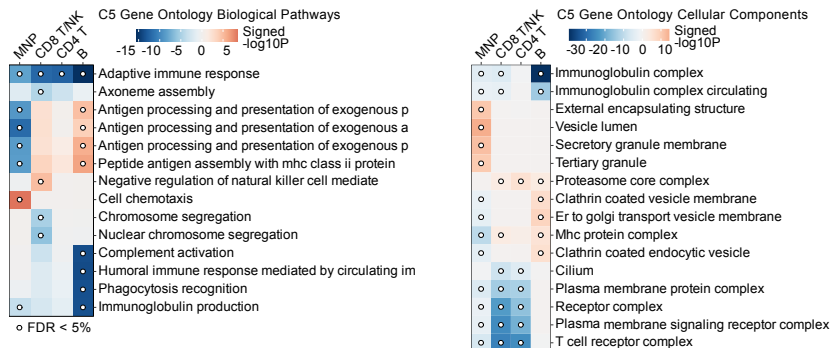 C5 Gene Ontology Biological Pathways
MNP
CD8 T/NK
CD4 T
B
-15 -10 -5 0 5
Signed
-log10P
Adaptive immune response
Axoneme assembly
Antigen processing and presentation of exogenous p
Antigen processing and presentation of exogenous a
Antigen processing and presentation of exogenous p
Peptide antigen assembly with mhc class ii protein
Negative regulation of natural killer cell mediate
Cell chemotaxis
Chromosome segregation
Nuclear chromosome segregation
Complement activation
Humoral immune response mediated by circulating im
Phagocytosis recognition
Immunoglobulin production
FDR < 5%
C5 Gene Ontology Cellular Components
MNP
CD8 T/NK
CD4 T
B
-30 -20 -10 0 10
Signed
-log10P
Immunoglobulin complex
Immunoglobulin complex circulating
External encapsulating structure
Vesicle lumen
Secretory granule membrane
Tertiary granule
Proteasome core complex
Clathrin coated vesicle membrane
Er to golgi transport vesicle membrane
Mhc protein complex
Clathrin coated endocytic vesicle
Cilium
Plasma membrane protein complex
Receptor complex
Plasma membrane signaling receptor complex
T cell receptor complex